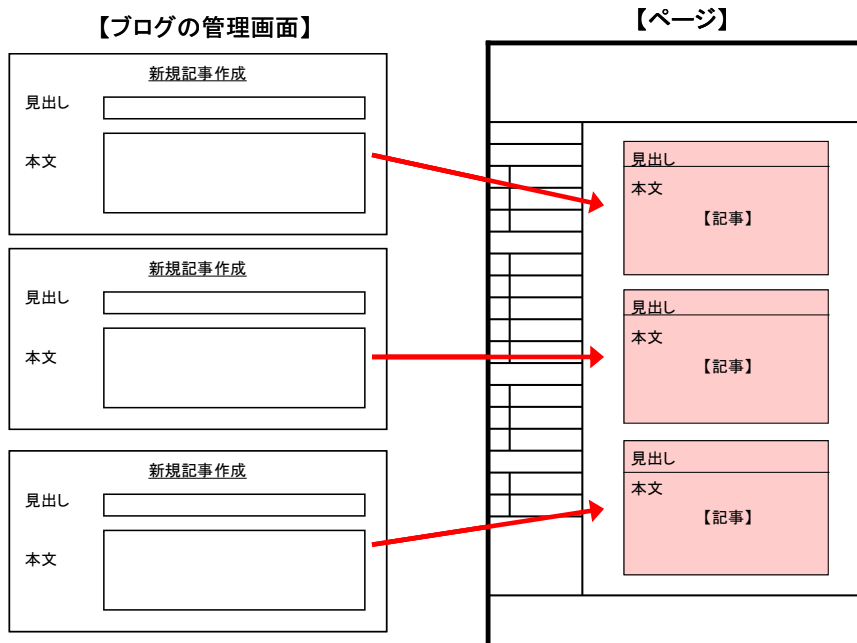 【ブログの管理画面】
新規記事作成
見出し
本文
新規記事作成
見出し
本文
新規記事作成
見出し
本文
【ページ】
見出し
本文
【記事】
見出し
本文
【記事】
見出し
本文
【記事】